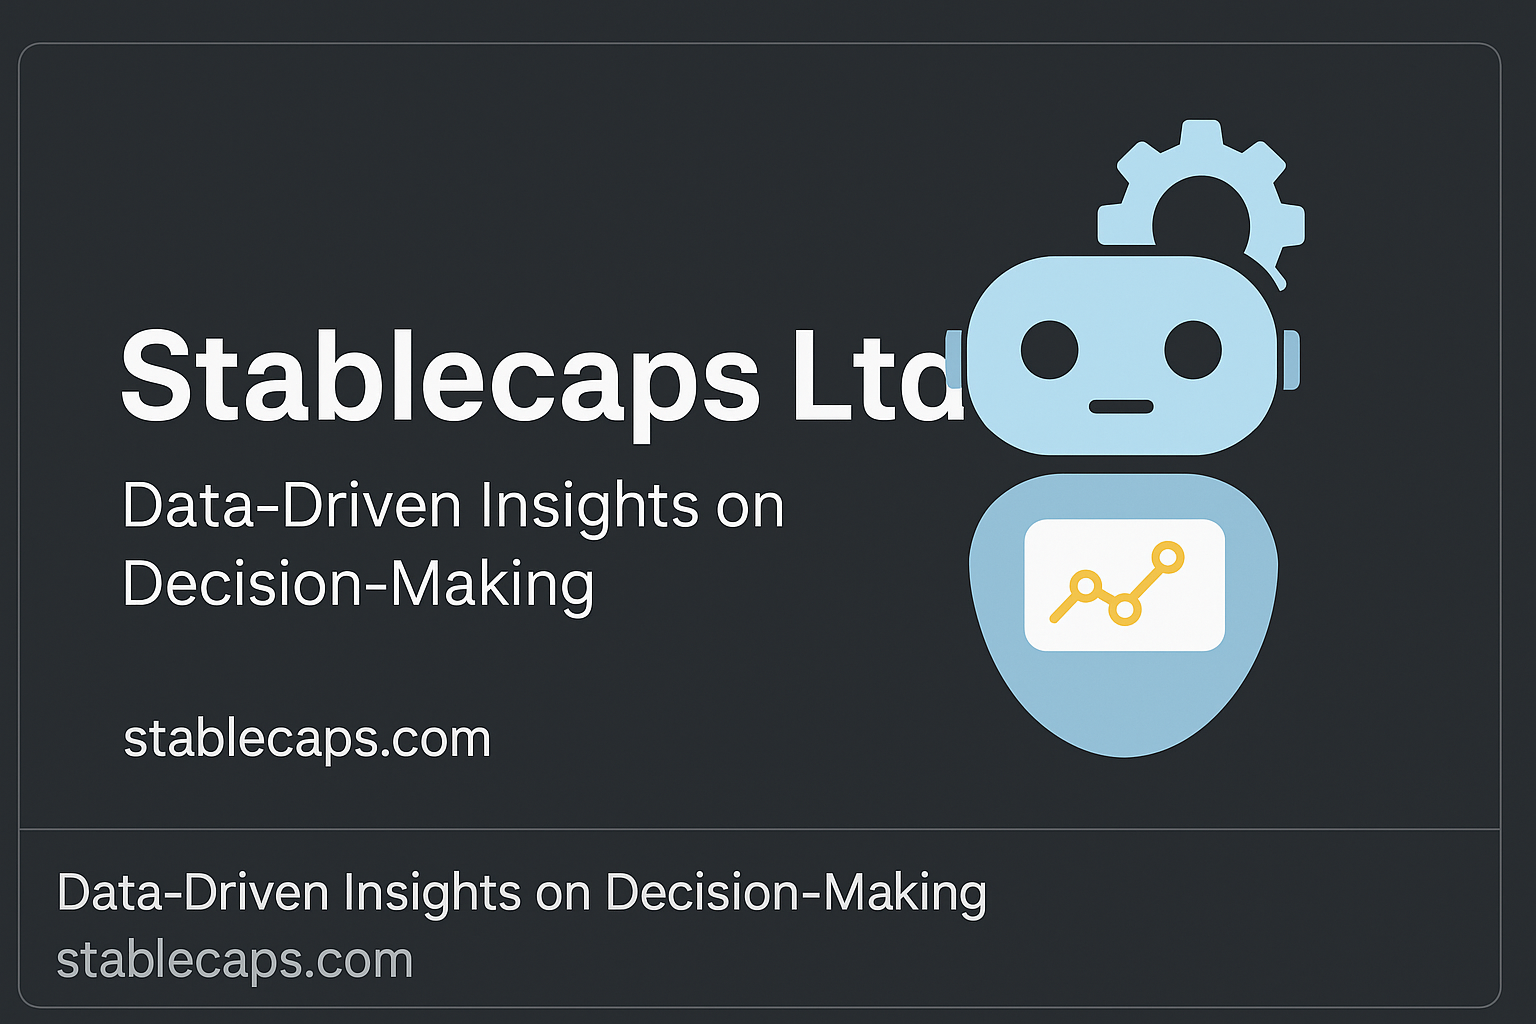 Stablecaps Ltd
Data-Driven Insights on
Decision-Making
stablecaps.com
Data-Driven Insights on Decision-Making
stablecaps.com